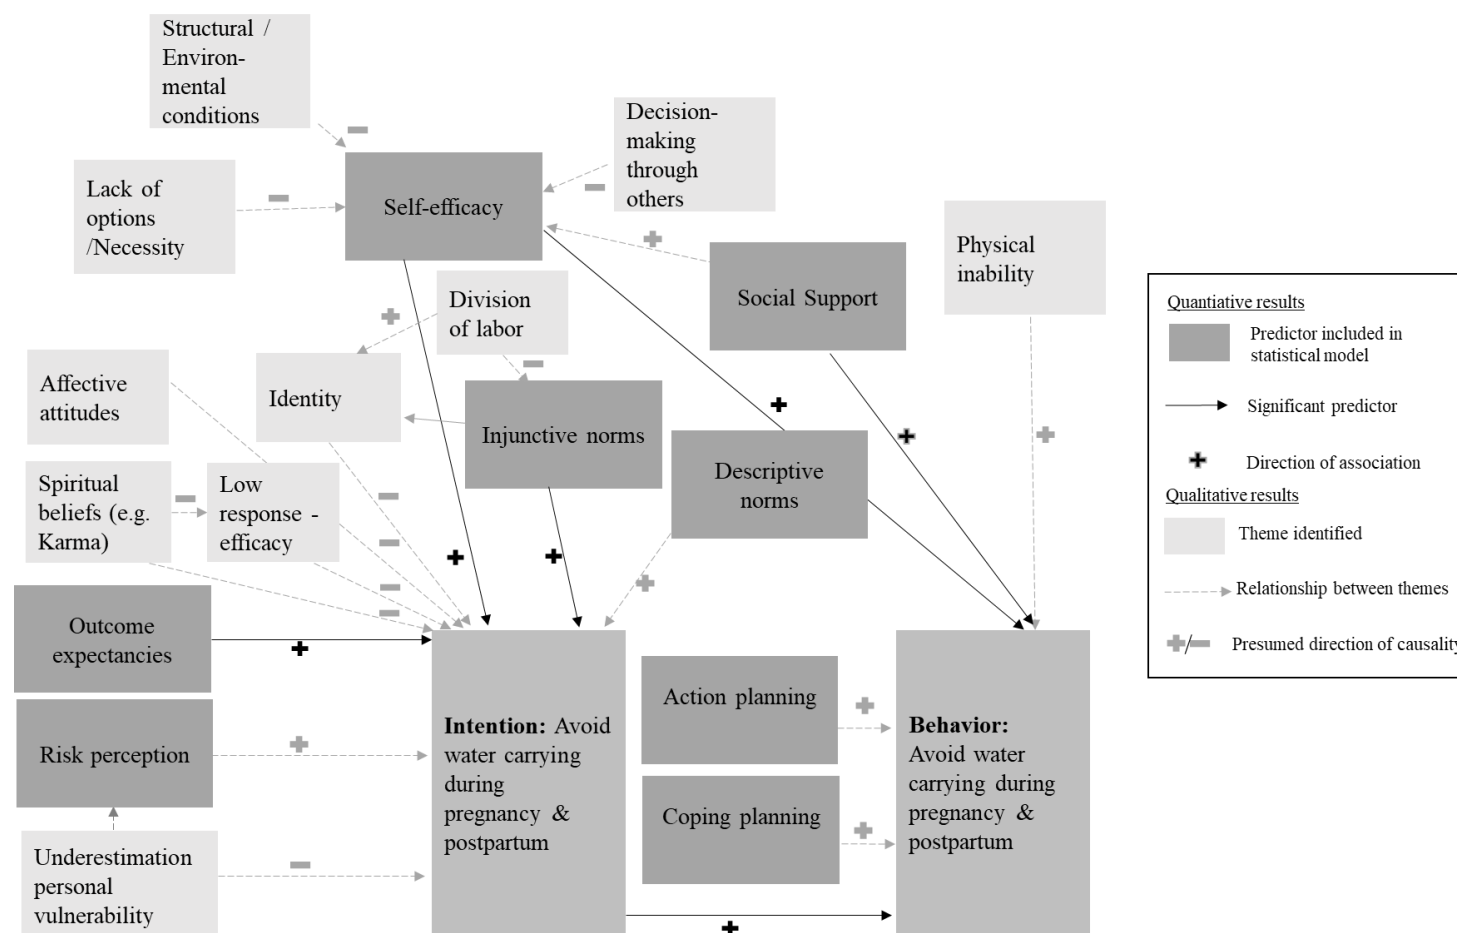 Structural /
Environ-
mental
conditions
Decision-
making
through
others
Lack of
options
/Necessity
Self-efficacy
Physical
inability
Social Support
Division
of labor
Affective
attitudes
Identity
Injunctive norms
Descriptive
norms
Spiritual
beliefs (e.g.
Karma)
Low
response -
efficacy
Outcome
expectancies
Risk perception
Underestimation
personal
vulnerability
Intention: Avoid
water carrying
during
pregnancy &
postpartum
Action planning
Coping planning
Behavior:
Avoid water
carrying during
pregnancy &
postpartum
Quantiative results
Predictor included in
statistical model
Significant predictor
Direction of association
Qualitative results
Theme identified
Relationship between themes
/
Presumed direction of causality